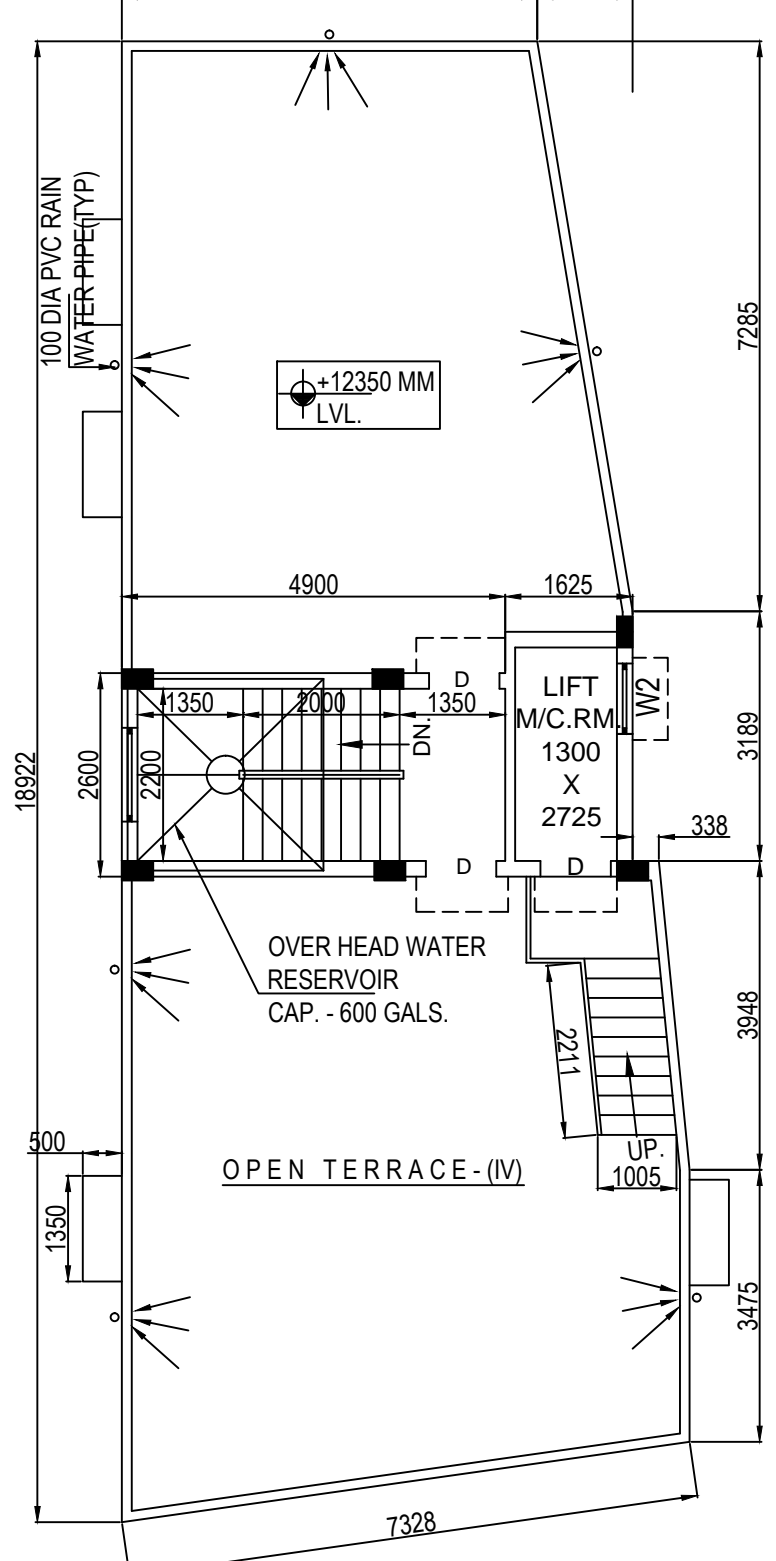 100 DIA PVC RAIN
WATER PIPE(TYP)
7285
+12350 MM
LVL.
4900
1625
18922
2600
2200
1350
2000
1350
DN.
D
LIFT
M/C.RM.
1300
X
2725
W2
3189
338
D
D
OVER HEAD WATER
RESERVOIR
CAP. - 600 GALS.
2211
3948
UP.
1005
500
1350
OPEN TERRACE-(IV)
3475
7328